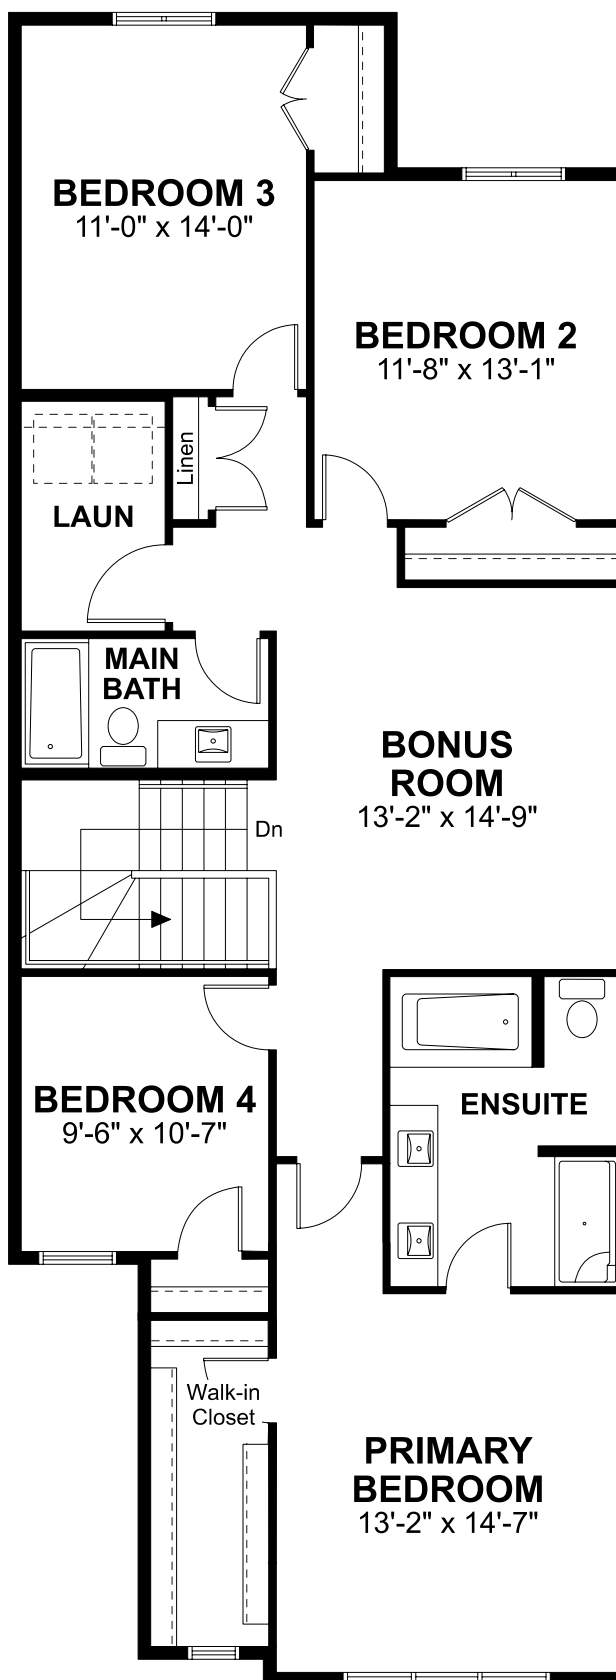 BEDROOM 3
11'-0" x 14'-0"
BEDROOM 2
11'-8" x 13'-1"
Linen
LAUN
MAIN
BATH
BONUS
ROOM
13'-2" x 14'-9"
Dn
BEDROOM 4
9'-6" x 10'-7"
ENSUITE
Walk-in
Closet
PRIMARY
BEDROOM
13'-2" x 14'-7"